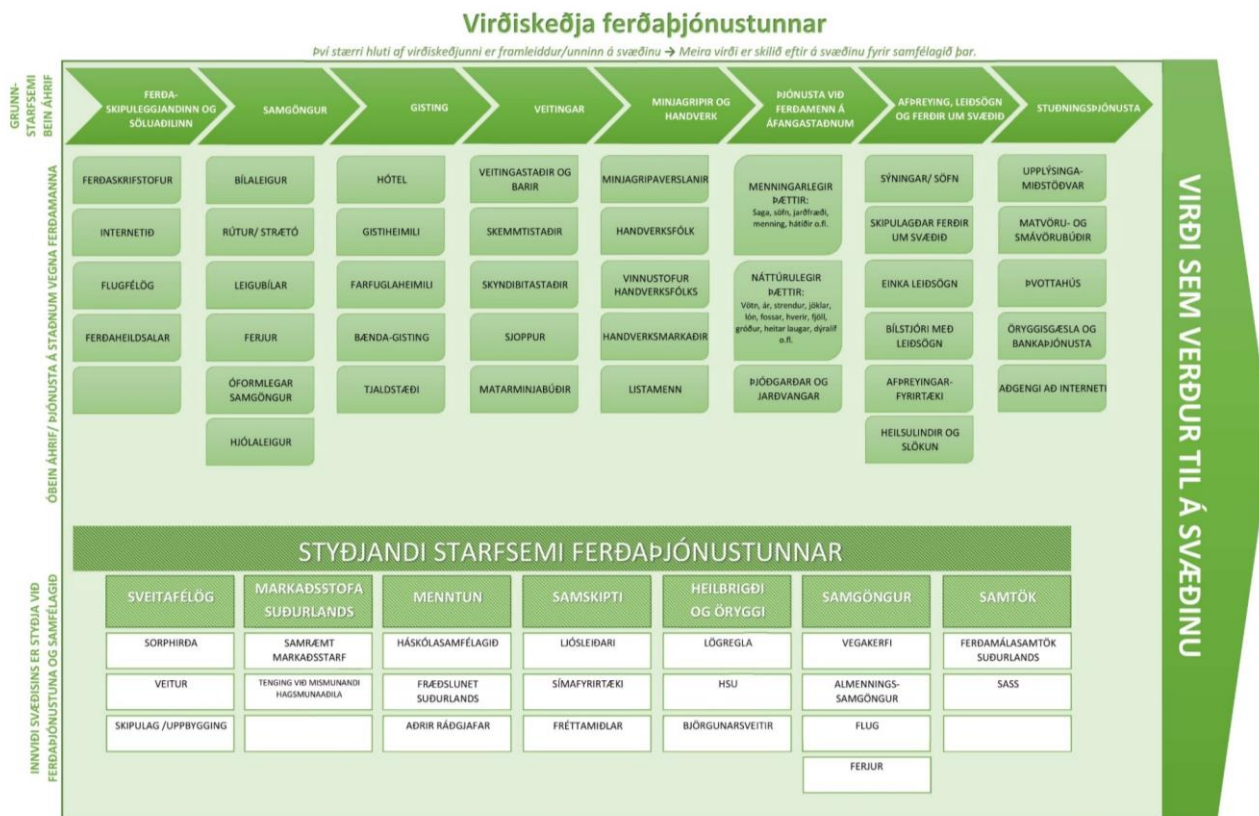 Virðiskeðja ferðaþjónustunnar
Því stærri hluti af virðiskeðjunni er framleiddur/unninn á svæðinu → Meira virði er skilið eftir á svæðinu fyrir samfélagið þar.
GRUNN-
STARFSEMI
BEIN ÁHRIF
FERÐA-
SKIPULEGGJANDINN OG
SÖLUAÐILINN
SAMGÖNGUR
GISTING
VEITINGAR
MINJAGRIPIR OG
HANDVERK
ÞJÓNUSTA VIÐ
FERÐAMENN Á
ÁFANGASTAÐNUM
AFÞREYING, LEIÐSÖGN
OG FERÐIR UM SVÆÐIÐ
STUÐNINGSÞJÓNUSTA
ÓBEIN ÁHRIF/ ÞJÓNUSTA Á STAÐNUM VEGNA FERÐAMANNA
FERÐASKRIFSTOFUR
INTERNETIÐ
FLUGFÉLÖG
FERÐAHEILDSALAR
BÍLALEIGUR
RÚTUR/ STRÆTÓ
LEIGUBÍLAR
FERJUR
ÓFORMLEGAR
SAMGÖNGUR
HJÓLALEIGUR
HÓTEL
GISTIHEIMILI
FARFUGLAHEIMILI
BÆNDA-GISTING
TJALDSTÆÐI
VEITINGASTAÐIR OG
BARIR
SKEMMTISTAÐIR
SKYNDIBITASTAÐIR
SJOPPUR
MATARMINJABÚÐIR
MINJAGRIPAVERSLANIR
HANDVERKSFÓLK
VINNUSTOFUR
HANDVERKSFÓLKS
HANDVERKSMARKAÐIR
LISTAMENN
MENNINGARLEGIR
ÞÆTTIR:
Saga, söfn, jarðfræði,
menning, hátíðir o.fl.
NÁTTÚRULEGIR
ÞÆTTIR:
Vötn, ár, strendur, jöklar,
lón, fossar, hverir, fjöll,
gróður, heitar laugar, dýralíf
o.fl.
ÞJÓÐGARÐAR OG
JARÐVANGAR
SÝNINGAR/ SÖFN
SKIPULAGÐAR FERÐIR
UM SVÆÐIÐ
EINKA LEIÐSÖGN
BÍLSTJÓRI MEÐ
LEIÐSÖGN
AFÞREYINGAR-
FYRIRTÆKI
HEILSULINDIR OG
SLÖKUN
UPPLÝSINGA-
MIÐSTÖÐVAR
MATVÖRU- OG
SMÁVÖRUBÚÐIR
ÞVOTTAHÚS
ÖRYGGISGÆSLA OG
BANKAÞJÓNUSTA
AÐGENGI AÐ INTERNETI
VIRÐI SEM VERÐUR TIL Á SVÆÐINU
STYÐJANDI STARFSEMI FERÐAÞJÓNUSTUNNAR
INNVIÐI SVÆÐISINS ER STYÐJA VIÐ
FERÐAÞJÓNUSTUNA OG SAMFÉLAGIÐ
SVEITAFÉLÖG
SORPHIRÐA
VEITUR
SKIPULAG /UPPBYGGING
MARKAÐSSTOFA
SUÐURLANDS
SAMRÆMT
MARKAÐSSTARF
TENGING VIÐ MISMUNANDI
HAGSMUNAAÐILA
MENNTUN
HÁSKÓLASAMFÉLAGIÐ
FRÆÐSLUNET
SUÐURLANDS
AÐRIR RÁÐGJAFAR
SAMSKIPTI
LJÓSLEIÐARI
SÍMAFYRIRTÆKI
FRÉTTAMIÐLAR
HEILBRIGÐI
OG ÖRYGGI
LÖGREGLA
HSU
BJÖRGUNARSVEITIR
SAMGÖNGUR
VEGAKERFI
ALMENNINGS-
SAMGÖNGUR
FLUG
FERJUR
SAMTÖK
FERÐAMÁLASAMTÖK
SUÐURLANDS
SASS